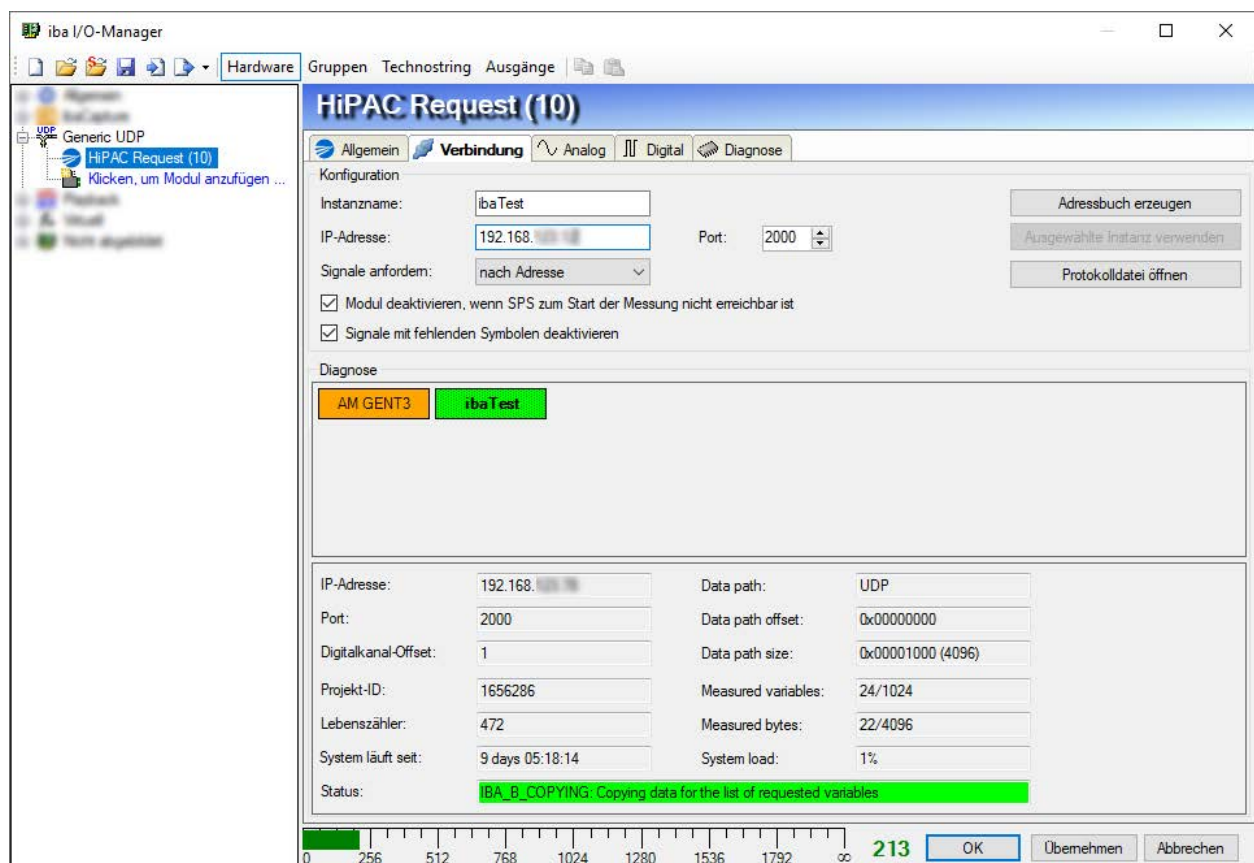 iba I/O-Manager
Hardware Gruppen Technostring Ausgänge
UDP Generic UDP
HiPAC Request (10)
Klicken, um Modul anzufügen ...
HiPAC Request (10)
Allgemein Verbindung Analog Digital Diagnose
Konfiguration
Instanzname: ibaTest Adressbuch erzeugen
IP-Adresse: 192.168. Port: 2000 Ausgewählte Instanz verwenden
Signale anfordern: nach Adresse Protokolldatei öffnen
Modul deaktivieren, wenn SPS zum Start der Messung nicht erreichbar ist
Signale mit fehlenden Symbolen deaktivieren
Diagnose
AM GENT3 ibaTest
IP-Adresse: 192.168. Data path: UDP
Port: 2000 Data path offset: 0x00000000
Digitalkanal-Offset: 1 Data path size: 0x00001000 (4096)
Projekt-ID: 1656286 Measured variables: 24/1024
Lebenszähler: 472 Measured bytes: 22/4096
System läuft seit: 9 days 05:18:14 System load: 1%
Status: IBA_B_COPYING: Copying data for the list of requested variables
0 256 512 768 1024 1280 1536 1792 ∞ 213 OK Übernehmen Abbrechen